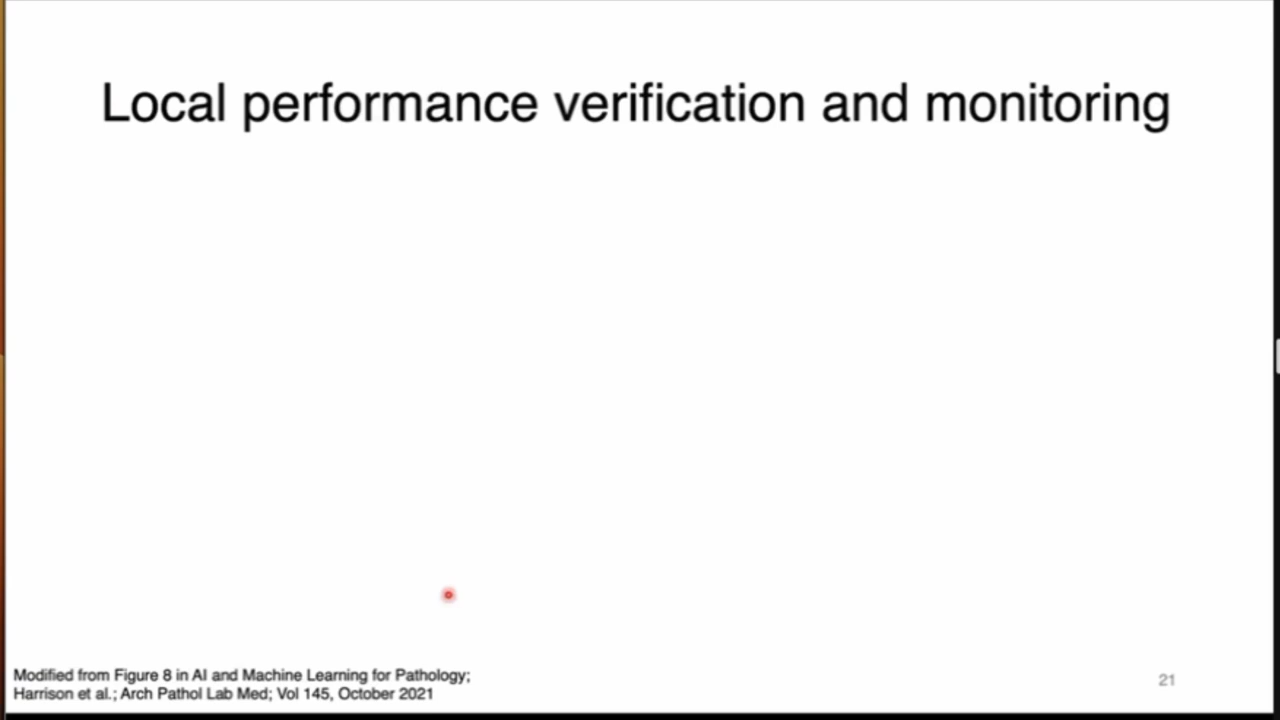 Local performance verification and monitoring
Modified from Figure 8 in AI and Machine Learning for Pathology;
Harrison et al.; Arch Pathol Lab Med; Vol 145, October 2021
21